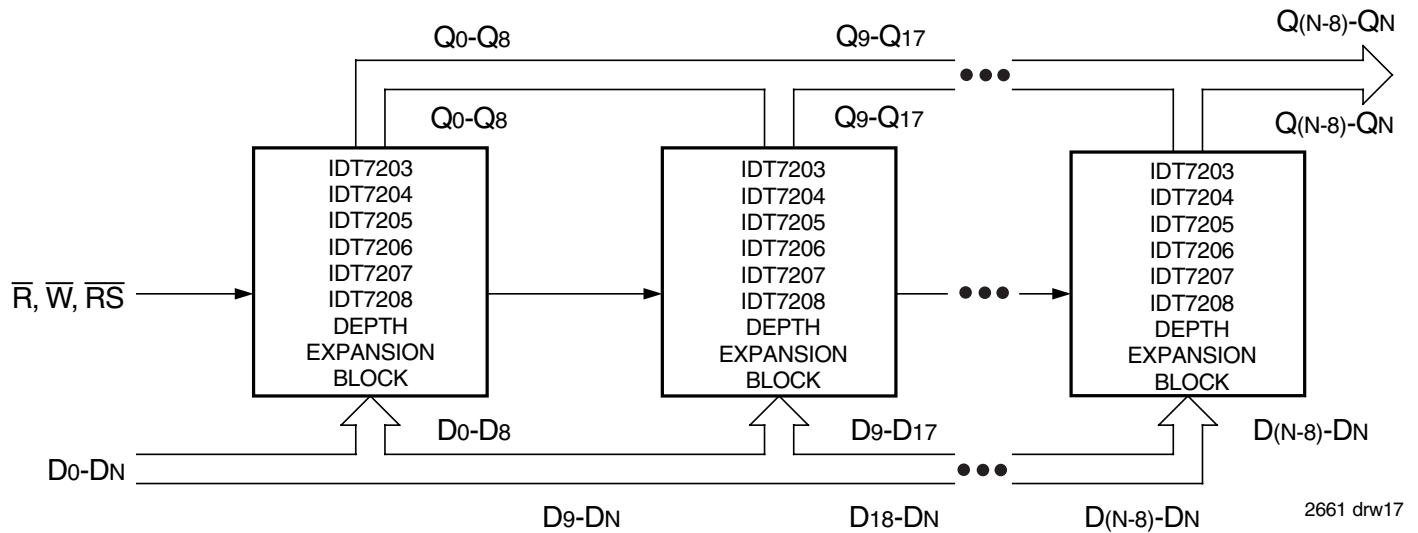 Q0-Q8 Q9-Q17 Q(N-8)-QN
Q0-Q8 Q9-Q17 Q(N-8)-QN
IDT7203
IDT7204
IDT7205
IDT7206
IDT7207
IDT7208
DEPTH
EXPANSION
BLOCK
IDT7203
IDT7204
IDT7205
IDT7206
IDT7207
IDT7208
DEPTH
EXPANSION
BLOCK
IDT7203
IDT7204
IDT7205
IDT7206
IDT7207
IDT7208
DEPTH
EXPANSION
BLOCK
R̅, W̅, R̅S̅
D0-D8 D9-D17 D(N-8)-DN
D0-DN
D9-DN D18-DN D(N-8)-DN
2661 drw17